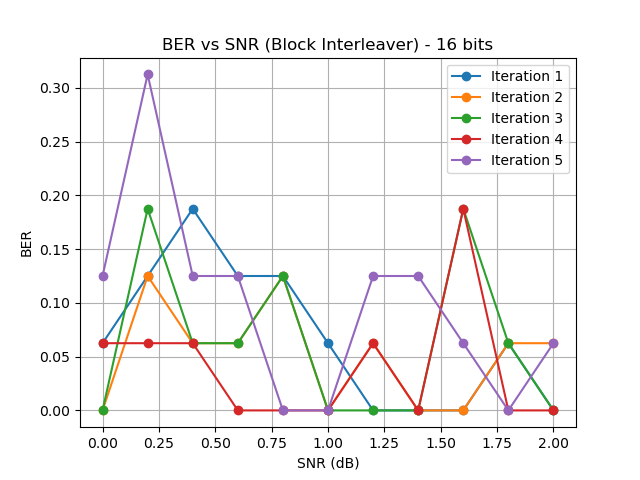 BER vs SNR (Block Interleaver) - 16 bits
Iteration 1
Iteration 2
Iteration 3
Iteration 4
Iteration 5
BER
0.30
0.25
0.20
0.15
0.10
0.05
0.00
0.00 0.25 0.50 0.75 1.00 1.25 1.50 1.75 2.00
SNR (dB)